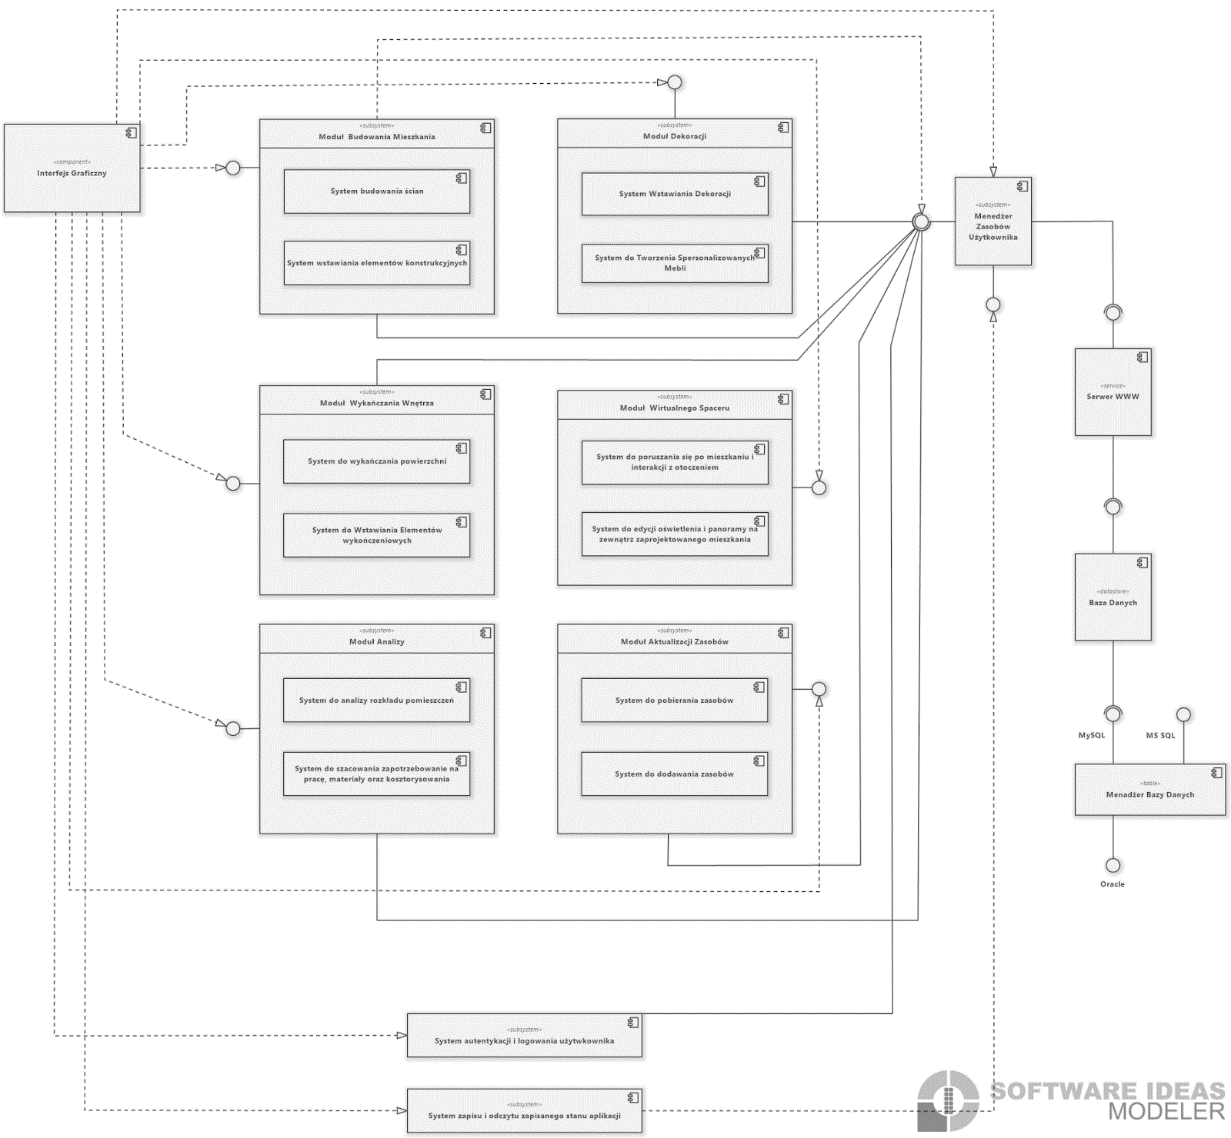 «component»
Interfejs Graficzny
«subsystem»
Moduł Budowania Mieszkania
System budowania ścian
System wstawiania elementów konstrukcyjnych
«subsystem»
Moduł Dekoracji
System Wstawiania Dekoracji
System do Tworzenia Spersonalizowanych
Mebli
«subsystem»
Menedżer
Zasobów
Użytkownika
«service»
Serwer WWW
«subsystem»
Moduł Wykańczania Wnętrza
System do wykańczania powierzchni
System do Wstawiania Elementów
wykończeniowych
«subsystem»
Moduł Wirtualnego Spaceru
System do poruszania się po mieszkaniu i
interakcji z otoczeniem
System do edycji oświetlenia i panoramy na
zewnątrz zaprojektowanego mieszkania
«datastore»
Baza Danych
«subsystem»
Moduł Analizy
System do analizy rozkładu pomieszczeń
System do szacowania zapotrzebowanie na
pracę, materiały oraz kosztorysowania
«subsystem»
Moduł Aktualizacji Zasobów
System do pobierania zasobów
System do dodawania zasobów
MySQL
MS SQL
«table»
Menadżer Bazy Danych
Oracle
«subsystem»
System autentykacji i logowania użytwkownika
«subsystem»
System zapisu i odczytu zapisanego stanu aplikacji
SOFTWARE IDEAS
MODELER